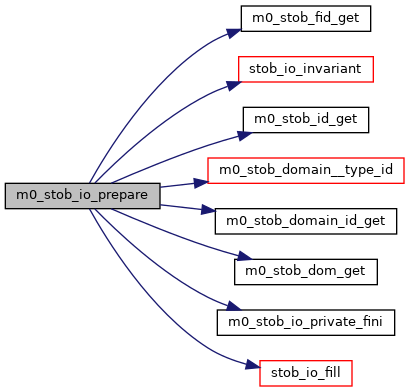 m0_stob_fid_get
stob_io_invariant
m0_stob_id_get
m0_stob_domain__type_id
m0_stob_io_prepare
m0_stob_domain_id_get
m0_stob_dom_get
m0_stob_io_private_fini
stob_io_fill